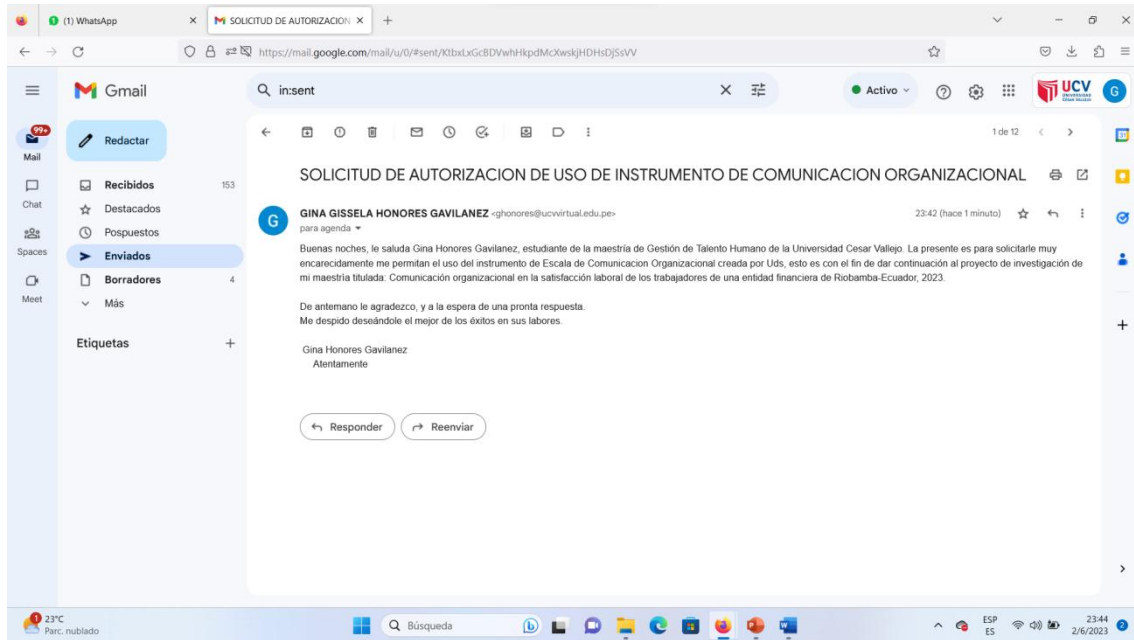 (1) WhatsApp
SOLICITUD DE AUTORIZACION
https://mail.google.com/mail/u/0/#sent/KtbxLxGcBDVwhHkpdMcXwskjHDHsDjSsVV
Gmail
in:sent
Activo
UCV
UNIVERSIDAD
CÉSAR VALLEJO
G
99+
Mail
Redactar
1 de 12
31
Chat
Spaces
Meet
Recibidos 153
Destacados
Pospuestos
Enviados
Borradores 4
Más
Etiquetas
SOLICITUD DE AUTORIZACION DE USO DE INSTRUMENTO DE COMUNICACION ORGANIZACIONAL
G
GINA GISSELA HONORES GAVILANEZ <ghonores@ucvvirtual.edu.pe>
23:42 (hace 1 minuto)
para agenda
Buenas noches, le saluda Gina Honores Gavilanez, estudiante de la maestría de Gestión de Talento Humano de la Universidad Cesar Vallejo. La presente es para solicitarle muy
encarecidamente me permitan el uso del instrumento de Escala de Comunicacion Organizacional creada por Uds, esto es con el fin de dar continuación al proyecto de investigación de
mi maestría titulada: Comunicación organizacional en la satisfacción laboral de los trabajadores de una entidad financiera de Riobamba-Ecuador, 2023.
De antemano le agradezco, y a la espera de una pronta respuesta.
Me despido deseándole el mejor de los éxitos en sus labores.
Gina Honores Gavilanez
Atentamente
Responder
Reenviar
1
23°C
Parc. nublado
Búsqueda
ESP
ES
23:44
2/6/2023
2